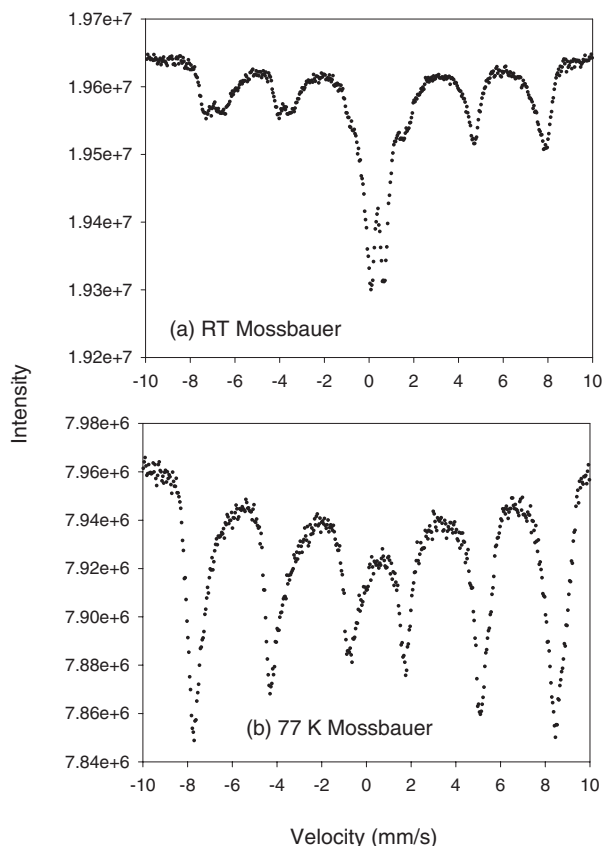 1.97e+7
1.96e+7
1.95e+7
1.94e+7
1.93e+7
1.92e+7
(a) RT Mossbauer
-10 -8 -6 -4 -2 0 2 4 6 8 10
Intensity
7.98e+6
7.96e+6
7.94e+6
7.92e+6
7.90e+6
7.88e+6
7.86e+6
7.84e+6
(b) 77 K Mossbauer
-10 -8 -6 -4 -2 0 2 4 6 8 10
Velocity (mm/s)